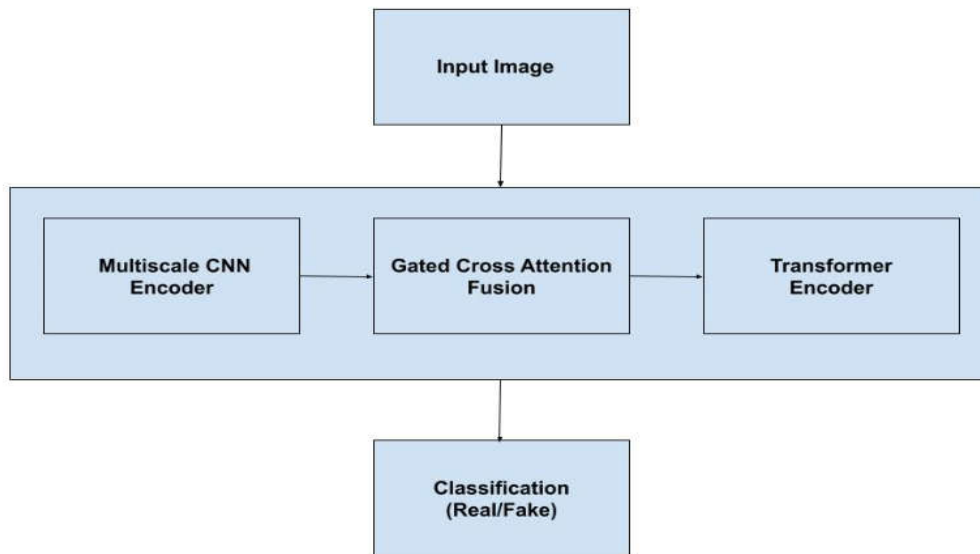 Input Image
Multiscale CNN
Encoder
Gated Cross Attention
Fusion
Transformer
Encoder
Classification
(Real/Fake)